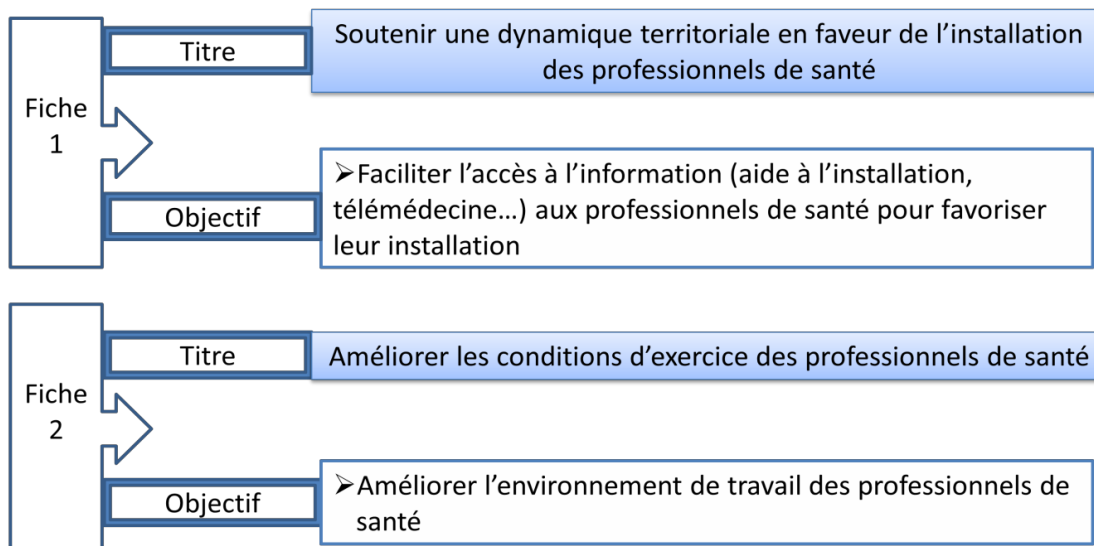 Fiche
1
Titre
Soutenir une dynamique territoriale en faveur de l’installation
des professionnels de santé
Objectif
➢Faciliter l’accès à l’information (aide à l’installation,
télémédecine…) aux professionnels de santé pour favoriser
leur installation
Fiche
2
Titre
Améliorer les conditions d’exercice des professionnels de santé
Objectif
➢Améliorer l’environnement de travail des professionnels de
santé